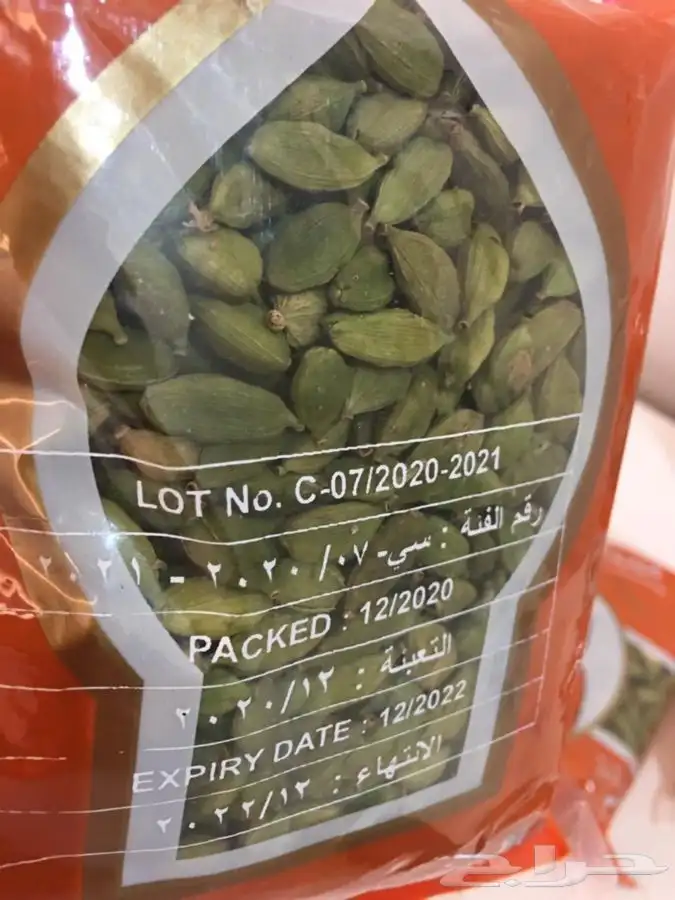 LOT No. C-07/2020-2021
رقم الفنة : سي- ٠٧/ ٢٠٢٠ - ٢٠٢١
PACKED : 12/2020
التعبئة : ٢٠٢٠/١٢
EXPIRY DATE : 12/2022
الانتهاء : ٢٠٢٢/١٢
حراج